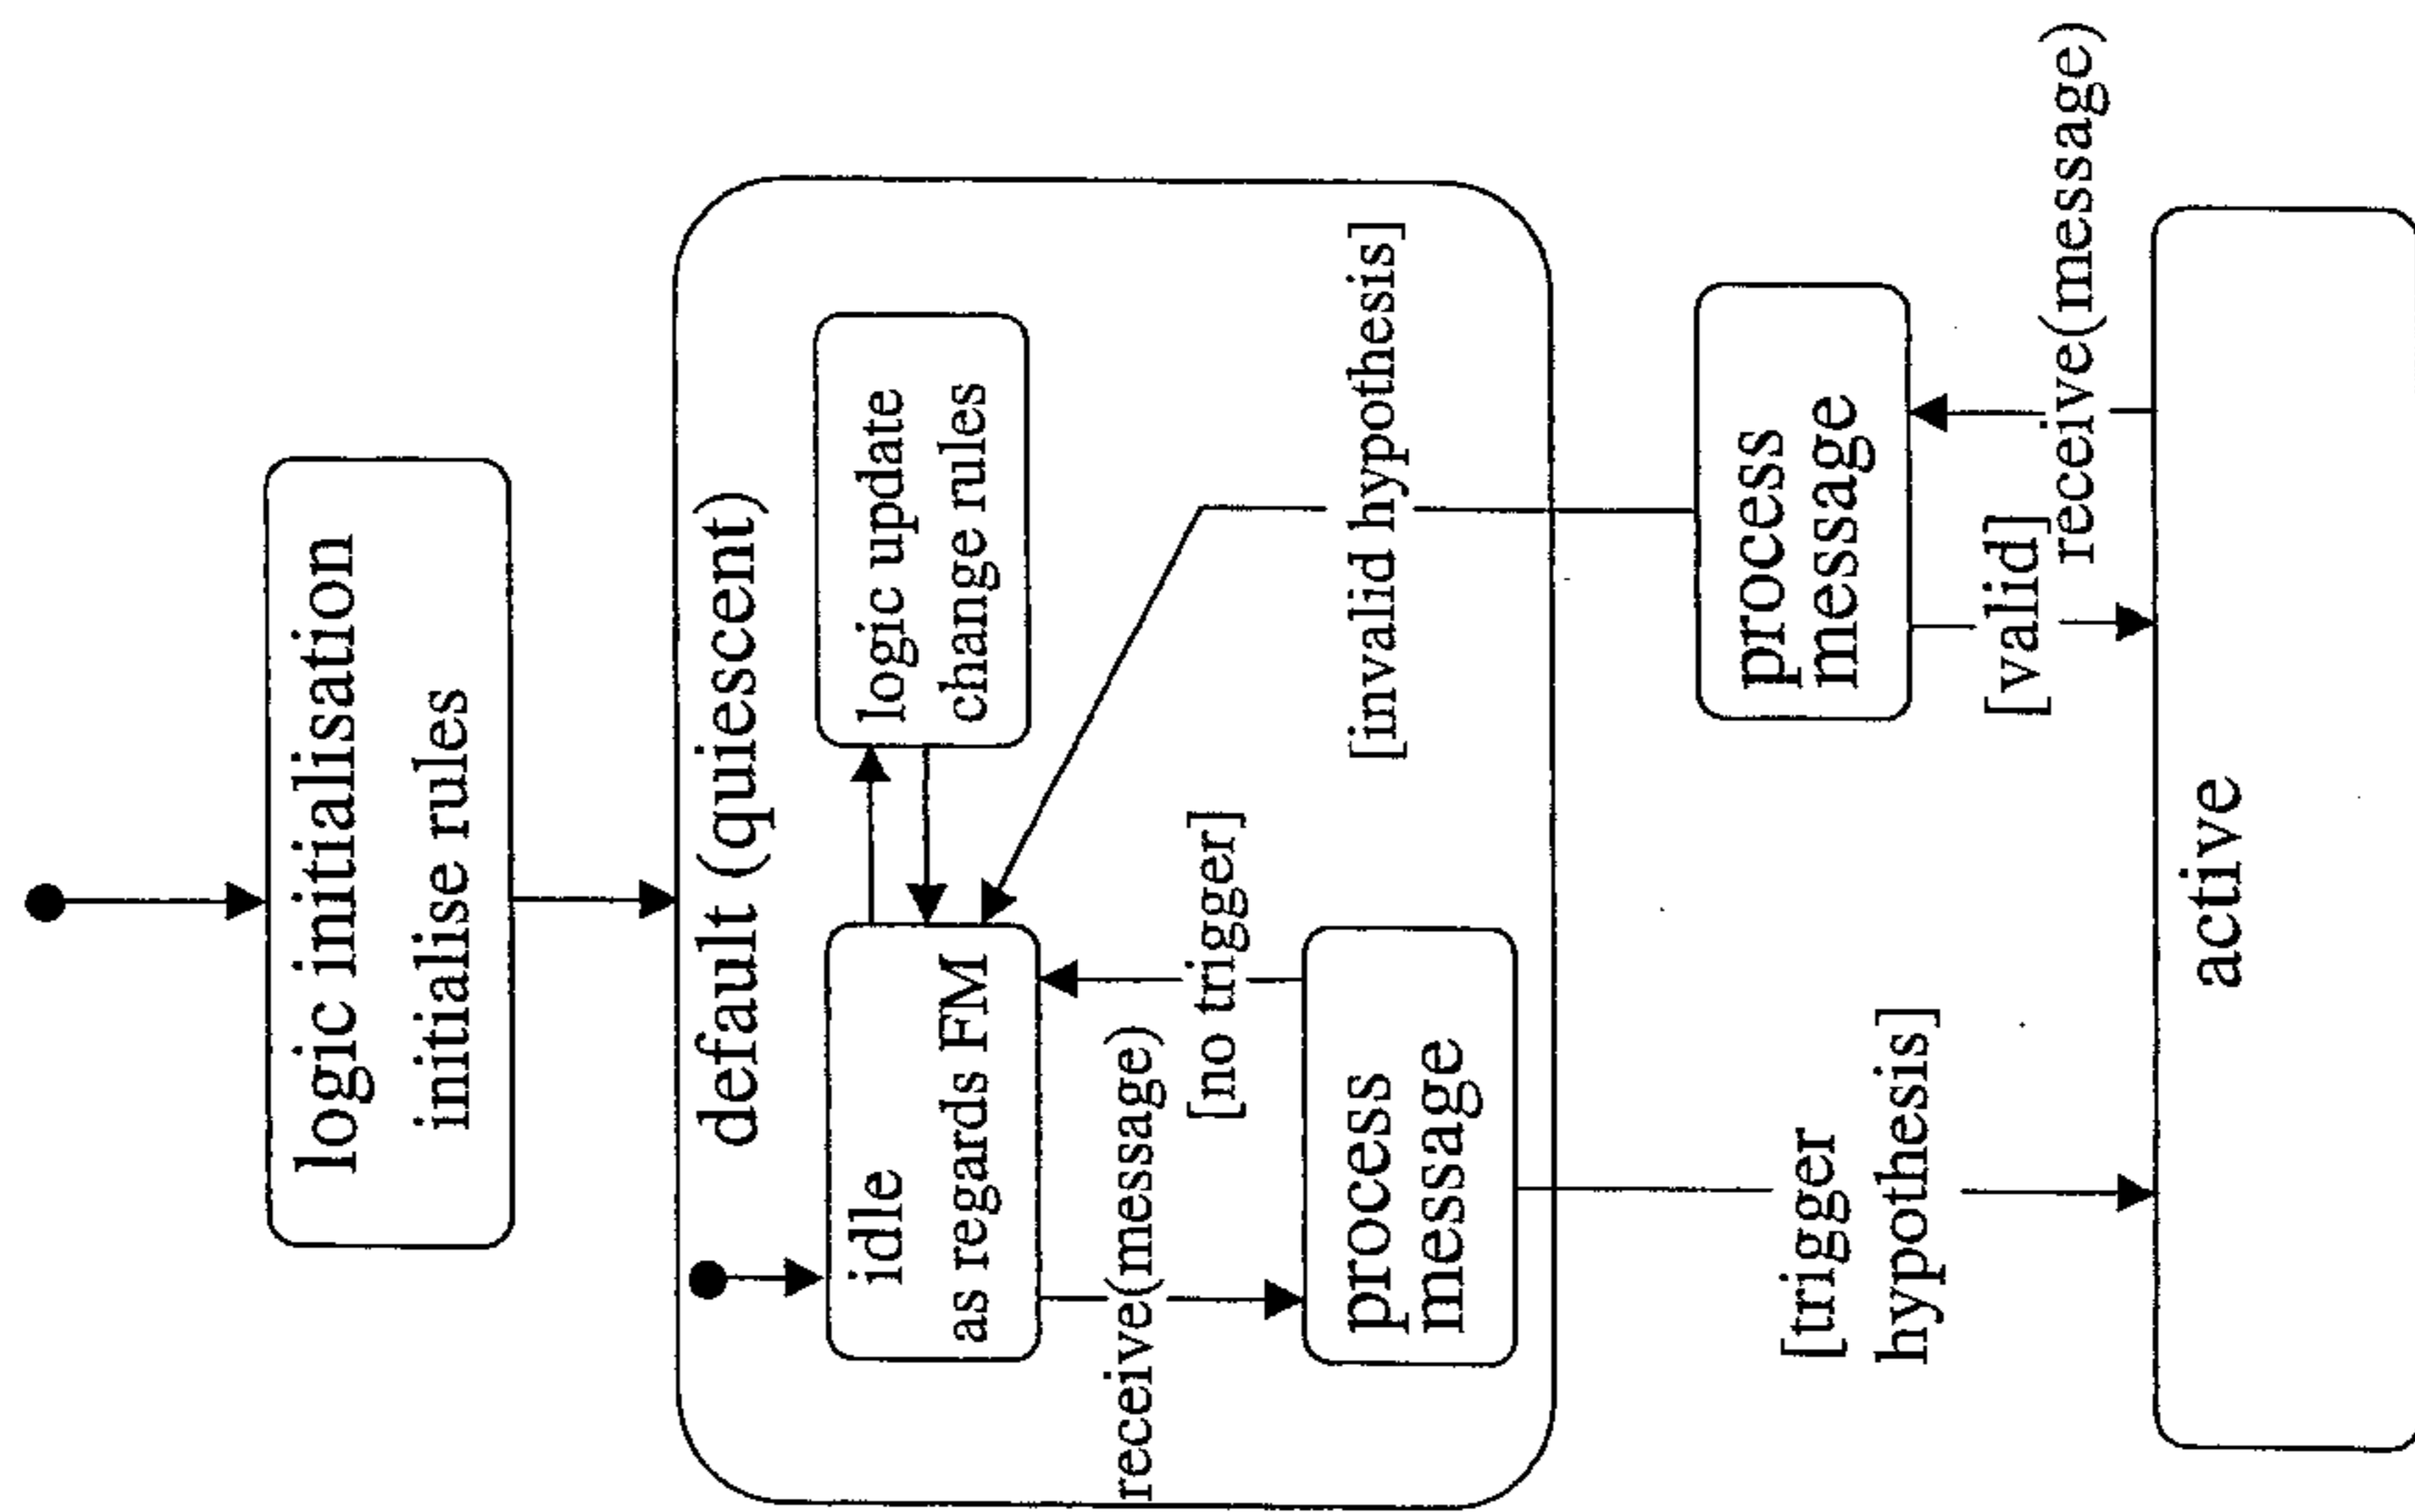 logic initialisation
initialise rules
default (quiescent)
idle
as regards FM
logic update
change rules
receive(message)
[no trigger]
[invalid hypothesis]
process
message
[trigger
hypothesis]
process
message
[valid]
receive(message)
active